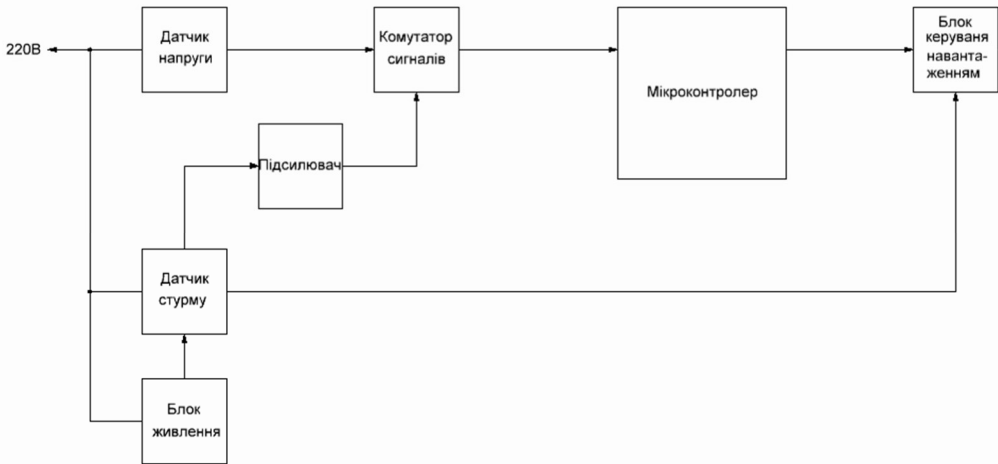 220В
Датчик
напруги
Комутатор
сигналів
Мікроконтролер
Блок
керуваня
наванта-
женням
Підсилювач
Датчик
стурму
Блок
живлення